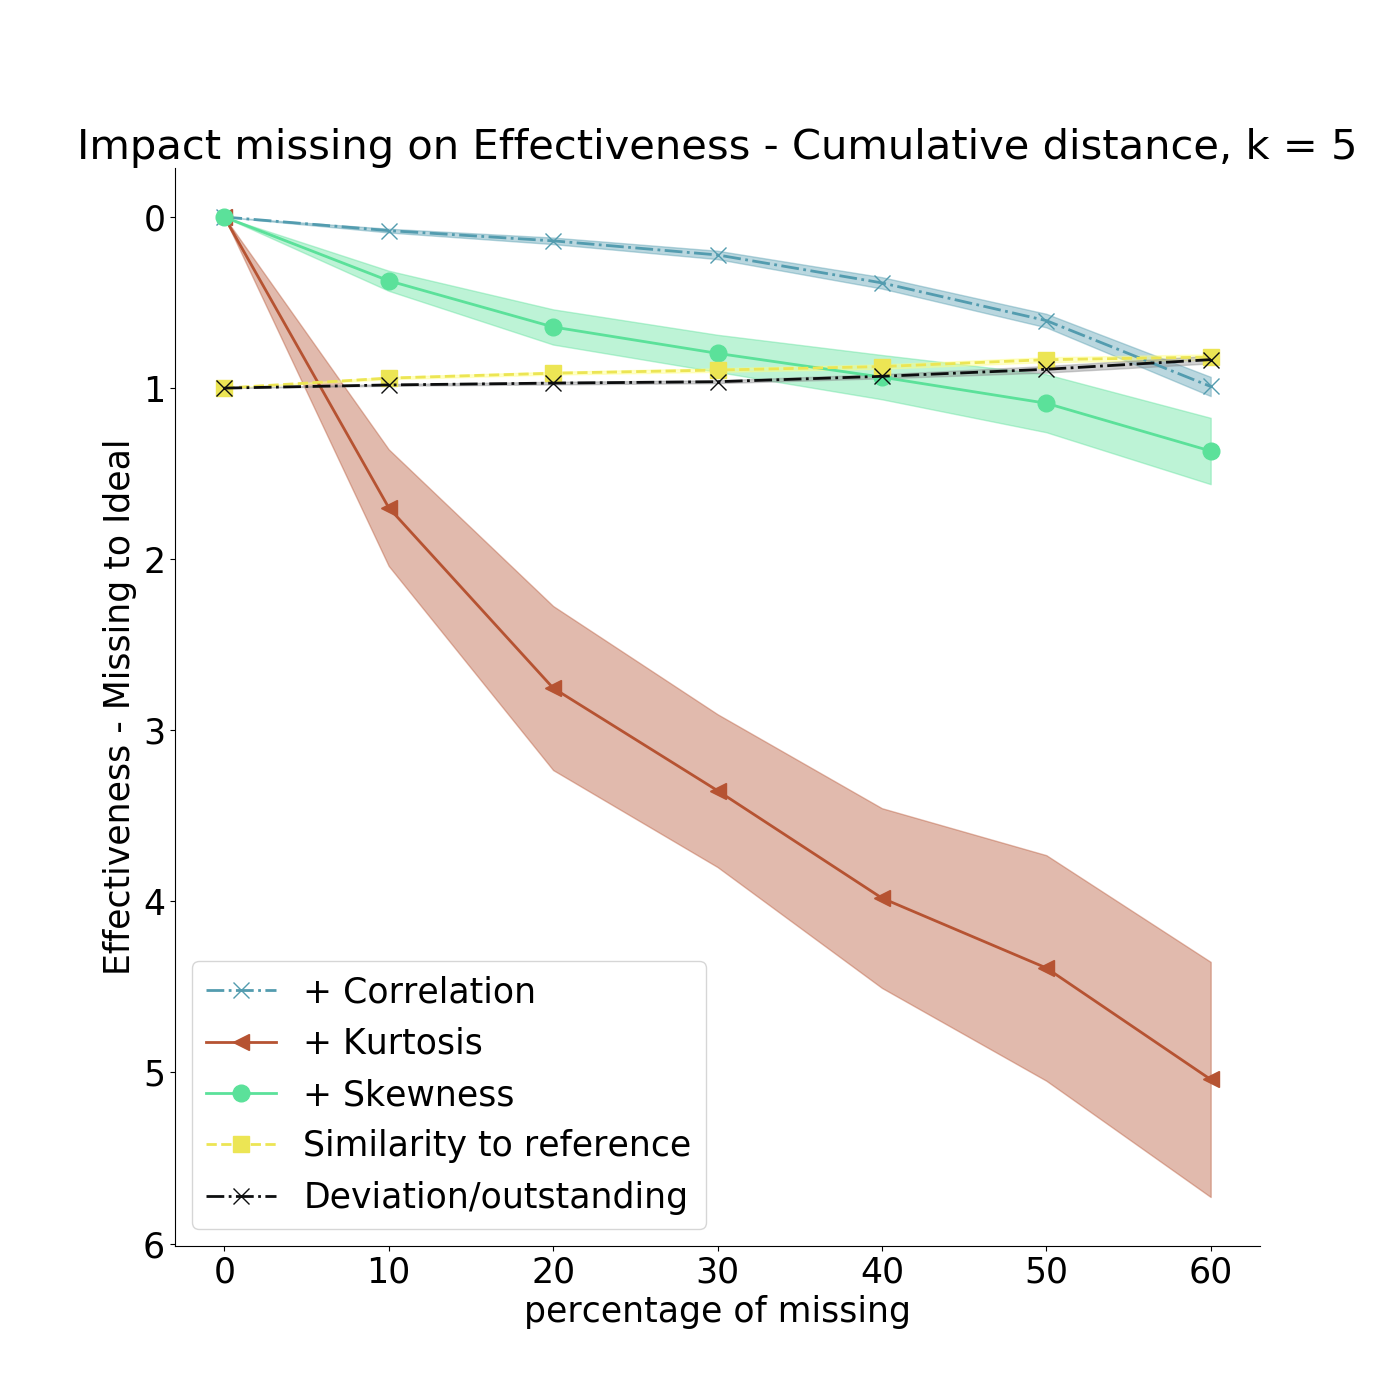 Impact missing on Effectiveness - Cumulative distance, k = 5
Effectiveness - Missing to Ideal
0
1
2
3
4
5
6
+ Correlation
+ Kurtosis
+ Skewness
Similarity to reference
Deviation/outstanding
0 10 20 30 40 50 60
percentage of missing